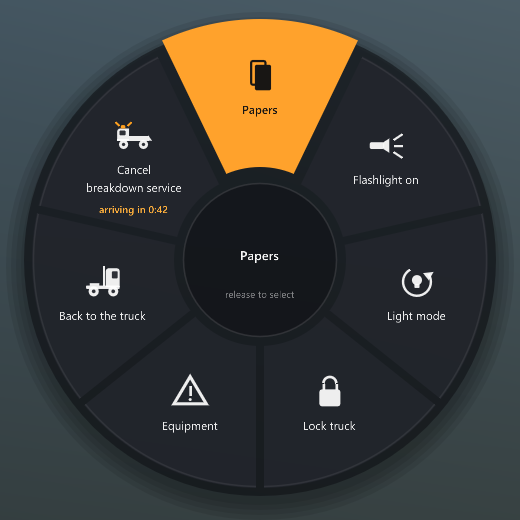 Papers
Cancel
breakdown service
arriving in 0:42
Flashlight on
Papers
release to select
Back to the truck
Light mode
Equipment
Lock truck